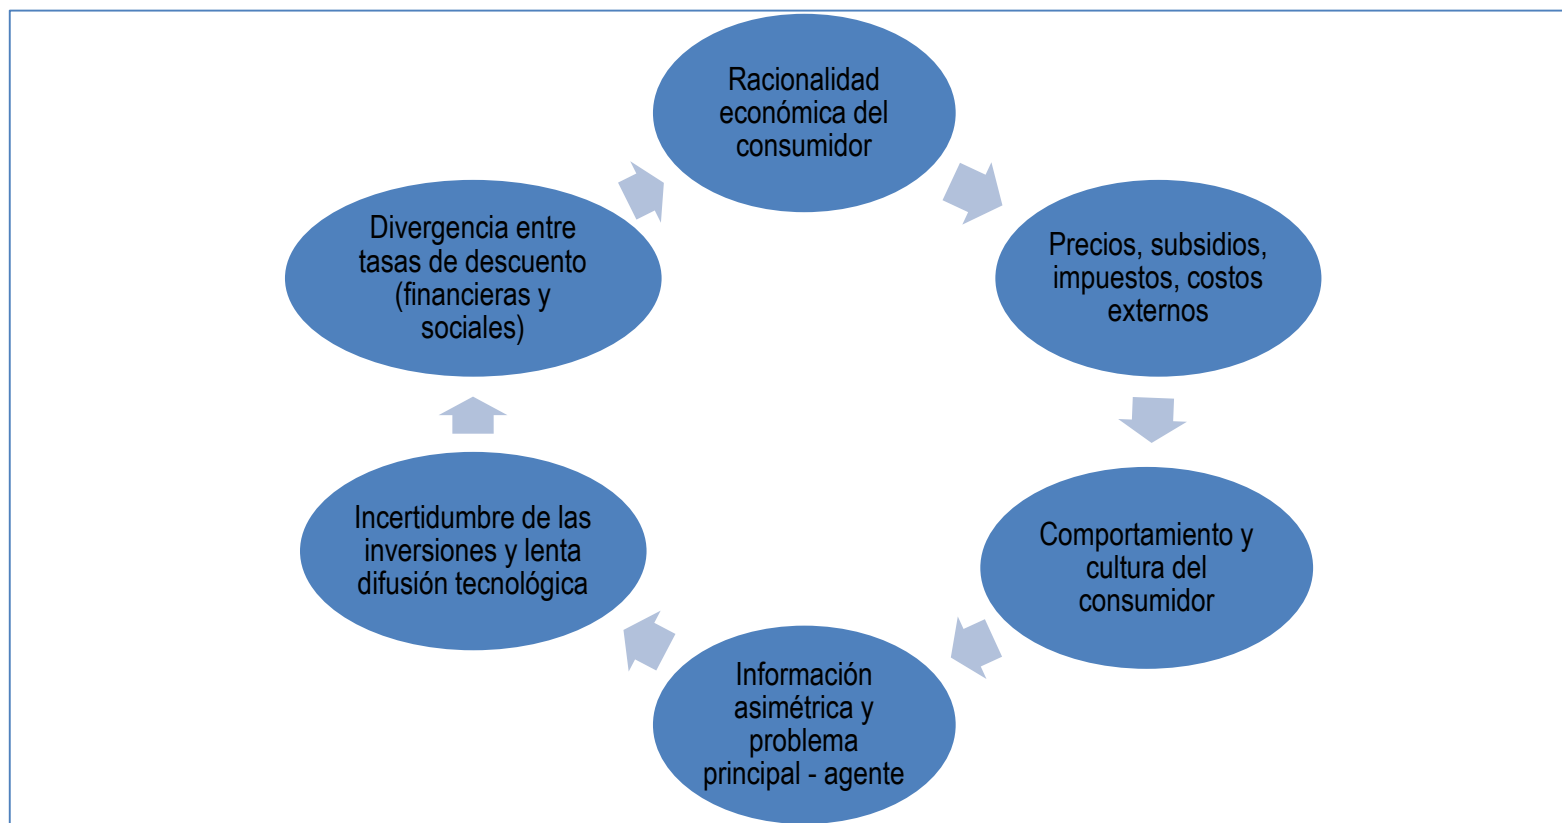 Racionalidad
económica del
consumidor
Precios, subsidios,
impuestos, costos
externos
Comportamiento y
cultura del
consumidor
Información
asimétrica y
problema
principal - agente
Incertidumbre de las
inversiones y lenta
difusión tecnológica
Divergencia entre
tasas de descuento
(financieras y
sociales)